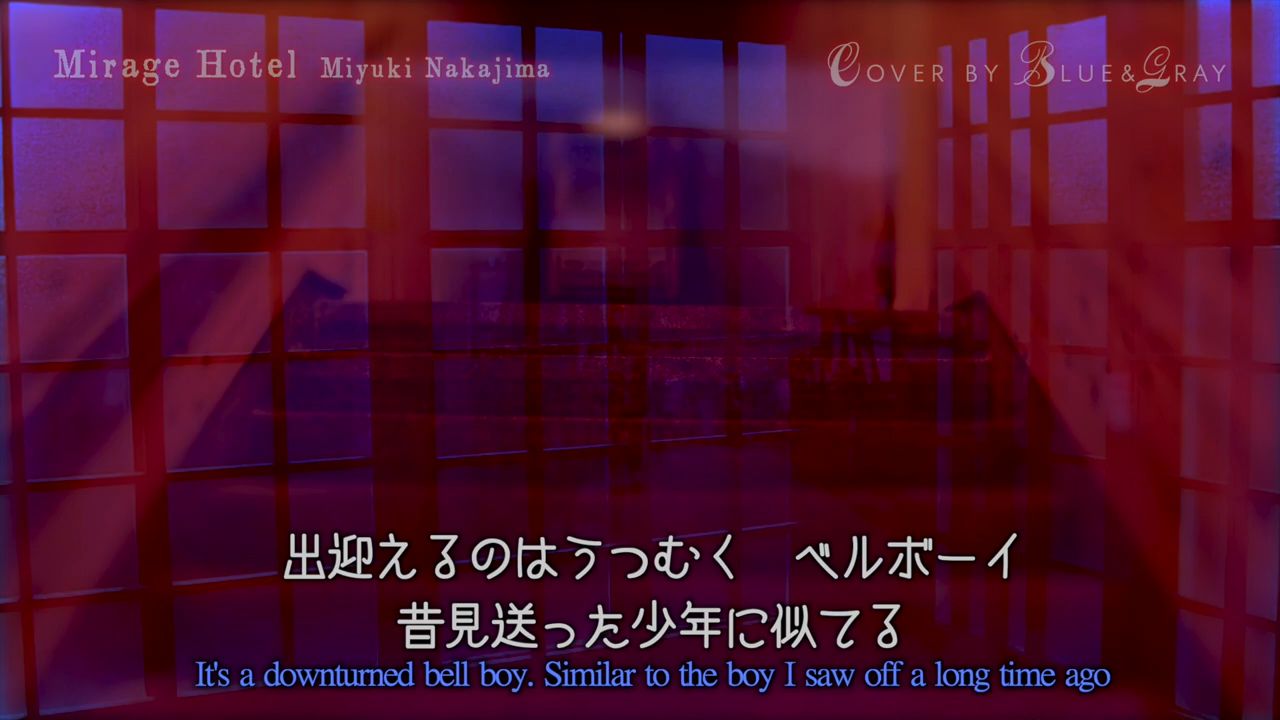 Mirage Hotel Miyuki Nakajima
COVER BY BLUE&GRAY
出迎えるのはうつむく ベルボーイ
昔見送った少年に似てる
It's a downturned bell boy. Similar to the boy I saw off a long time ago